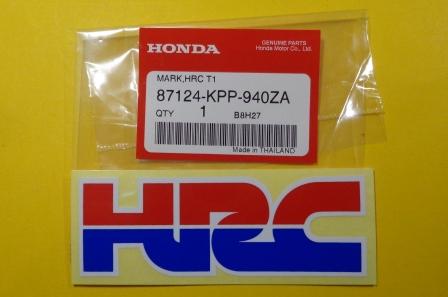 HONDA
GENUINE PARTS
Honda Motor Co., Ltd.
MARK,HRC T1
87124-KPP-940ZA
QTY 1 B8H27
Made in THAILAND
HRC